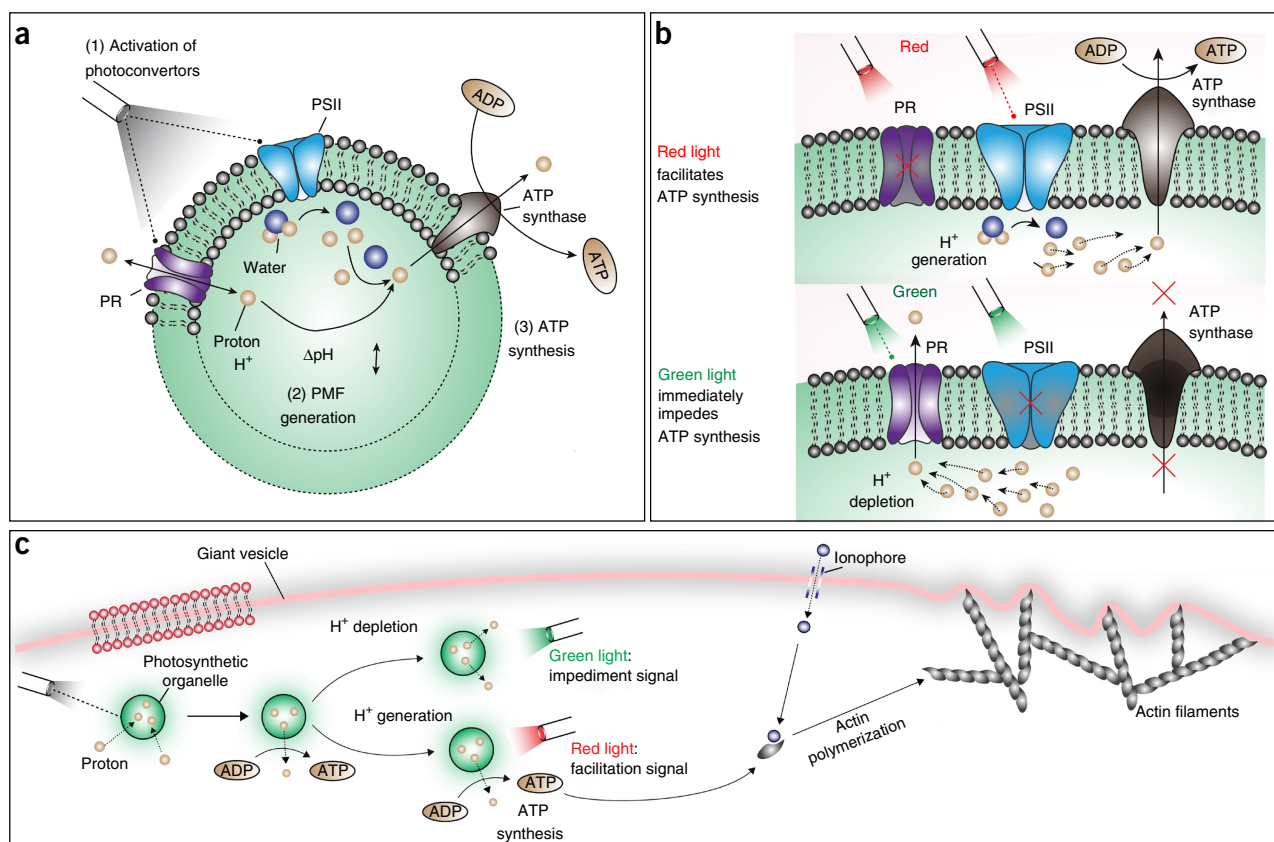 a
(1) Activation of
photoconvertors
PSII
ADP
ATP
synthase
Water
ATP
PR
Proton
H+
ΔpH
(2) PMF
generation
(3) ATP
synthesis
b
Red
ADP
ATP
PR
PSII
ATP
synthase
Red light
facilitates
ATP synthesis
H+
generation
Green
PR
PSII
ATP
synthase
Green light
immediately
impedes
ATP synthesis
H+
depletion
c
Giant vesicle
Ionophore
H+ depletion
Green light:
impediment signal
Photosynthetic
organelle
H+ generation
Proton
ADP
ATP
Red light:
facilitation signal
ADP
ATP
ATP
synthesis
Actin
polymerization
Actin filaments